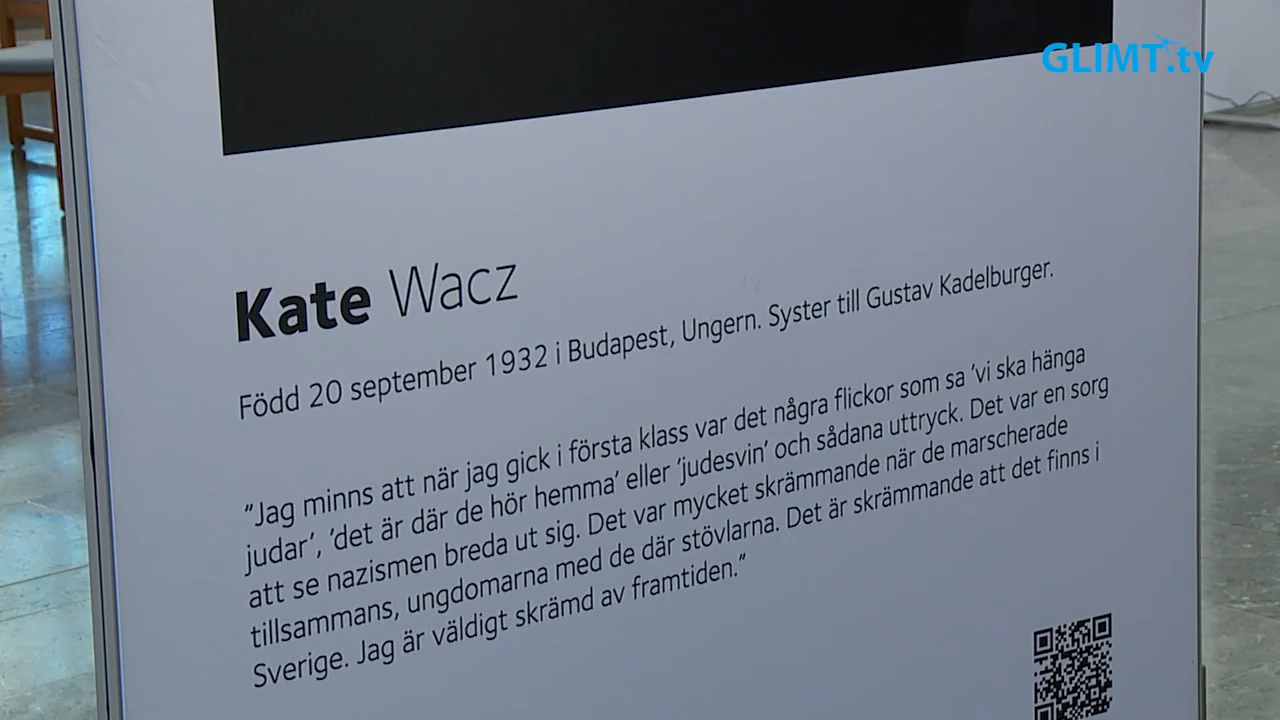 GLIMT.tv
Kate Wacz
Född 20 september 1932 i Budapest, Ungern. Syster till Gustav Kadelburger.
”Jag minns att när jag gick i första klass var det några flickor som sa ’vi ska hänga
judar’, ’det är där de hör hemma’ eller ’judesvin’ och sådana uttryck. Det var en sorg
att se nazismen breda ut sig. Det var mycket skrämmande när de marscherade
tillsammans, ungdomarna med de där stövlarna. Det är skrämmande att det finns i
Sverige. Jag är väldigt skrämd av framtiden.”